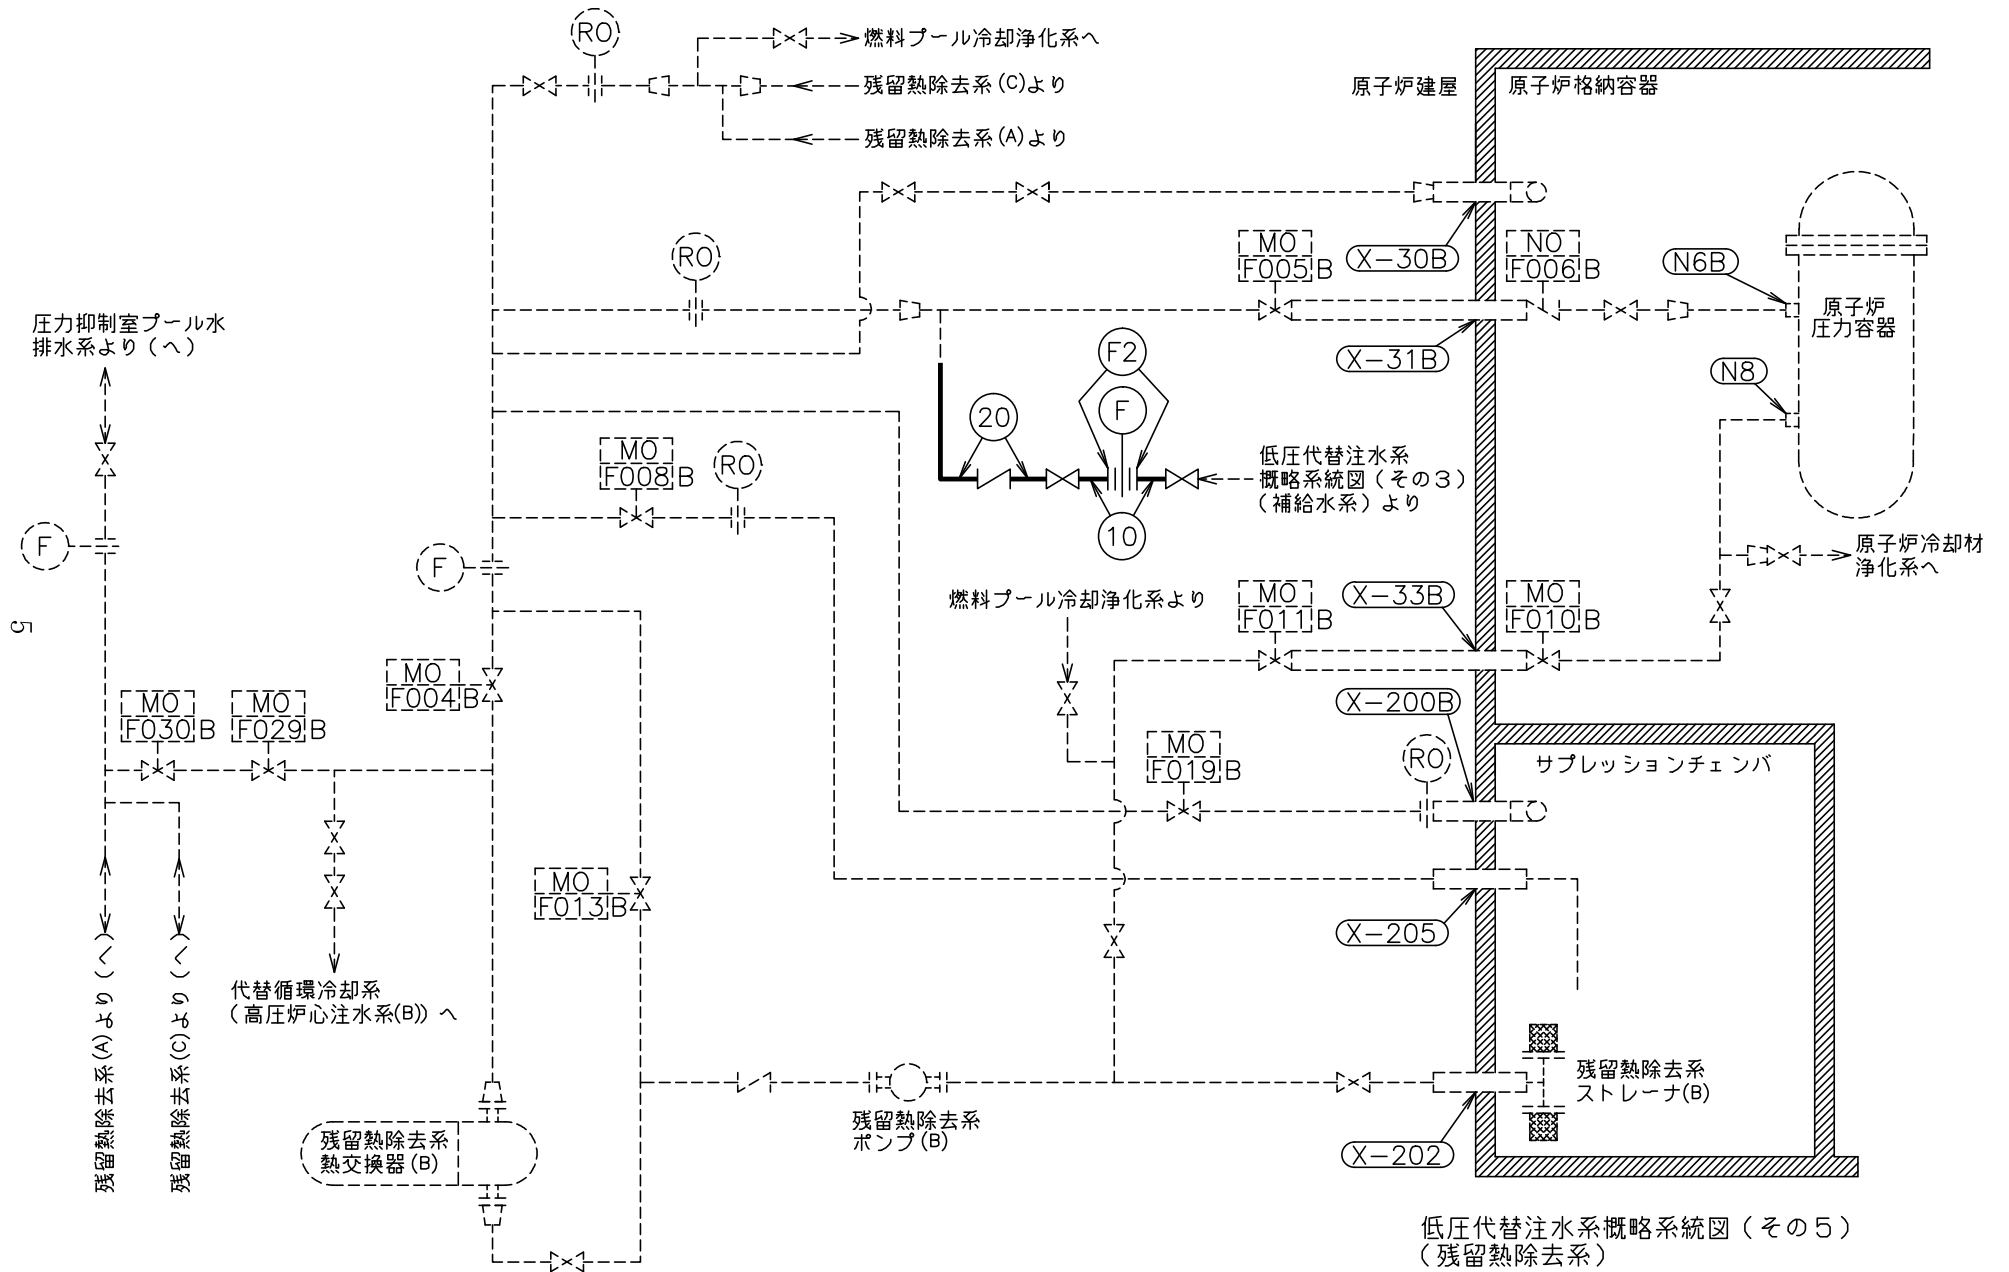 RO
燃料プール冷却浄化系へ
残留熱除去系(C)より
残留熱除去系(A)より
原子炉建屋
原子炉格納容器
RO
MO
F005B
X-30B
NO
F006B
N6B
原子炉
圧力容器
圧力抑制室プール水
排水系より(へ)
X-31B
N8
F2
F
20
10
低圧代替注水系
概略系統図(その3)
(補給水系)より
MO
F008B
RO
F
F
5
燃料プール冷却浄化系より
MO
F011B
X-33B
MO
F010B
原子炉冷却材
浄化系へ
MO
F004B
MO
F030B
MO
F029B
X-200B
MO
F019B
RO
サプレッションチェンバ
MO
F013B
X-205
残留熱除去系(A)より(へ)
残留熱除去系(C)より(へ)
代替循環冷却系
(高圧炉心注水系(B))へ
残留熱除去系
熱交換器(B)
残留熱除去系
ポンプ(B)
残留熱除去系
ストレーナ(B)
X-202
低圧代替注水系概略系統図(その5)
(残留熱除去系)